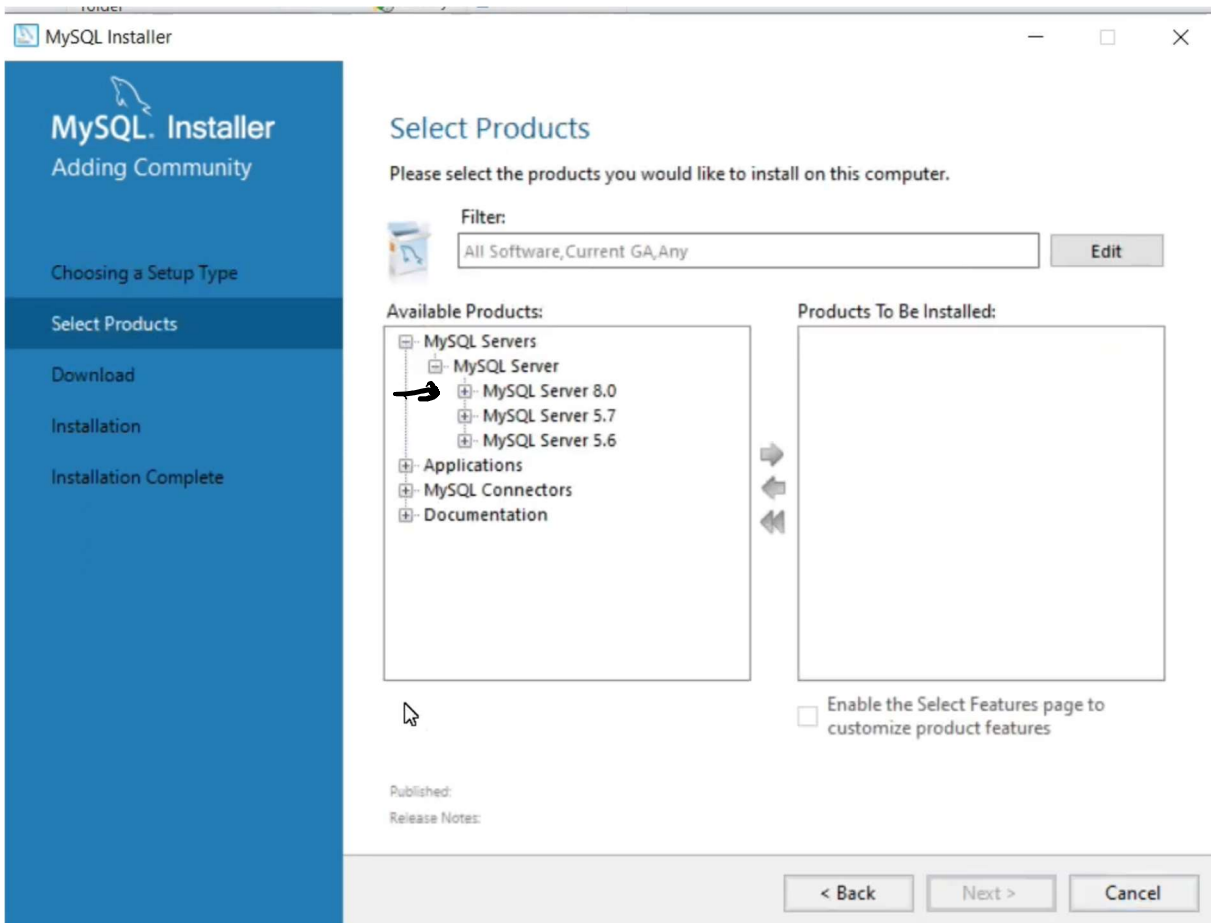 folder
MySQL Installer
MySQL. Installer
Adding Community
Choosing a Setup Type
Select Products
Download
Installation
Installation Complete
Select Products
Please select the products you would like to install on this computer.
Filter:
All Software,Current GA,Any
Edit
Available Products:
MySQL Servers
MySQL Server
MySQL Server 8.0
MySQL Server 5.7
MySQL Server 5.6
Applications
MySQL Connectors
Documentation
Products To Be Installed:
Enable the Select Features page to
customize product features
Published:
Release Notes:
< Back
Next >
Cancel